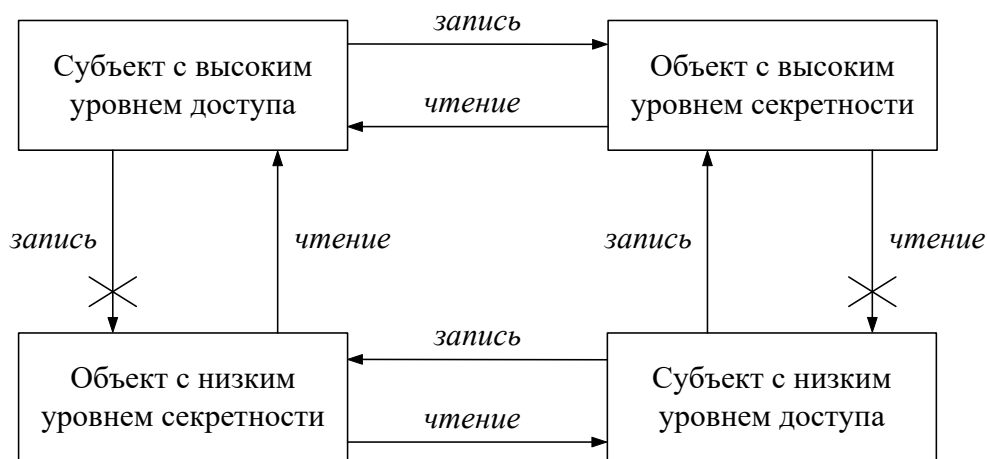 запись
Субъект с высоким
уровнем доступа
Объект с высоким
уровнем секретности
чтение
запись
чтение
запись
чтение
запись
Объект с низким
уровнем секретности
Субъект с низким
уровнем доступа
чтение